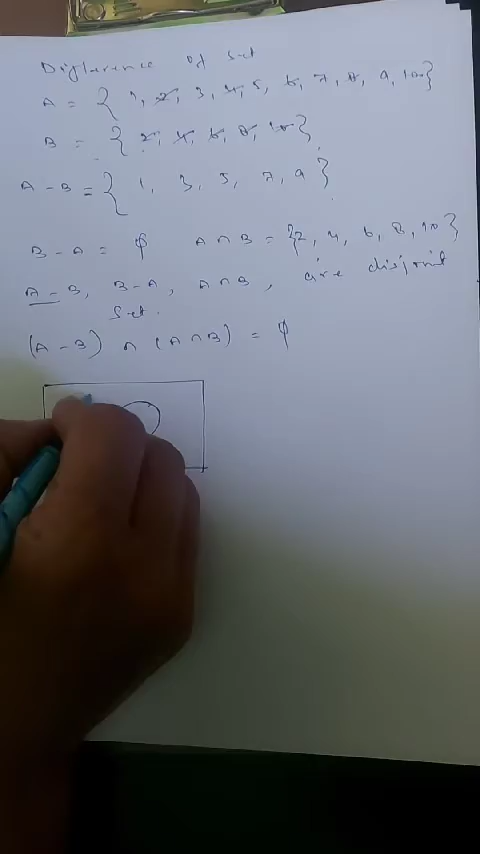 Difference of set
A = { 1, 2, 3, 4, 5, 6, 7, 8, 9, 10 }
B = { 2, 4, 6, 8, 10 },
A - B = { 1, 3, 5, 7, 9 }
B - A = φ A ∩ B = {2, 4, 6, 8, 10}
A - B, B - A, A ∩ B, are disjoint
set.
(A - B) ∩ (A ∩ B) = φ